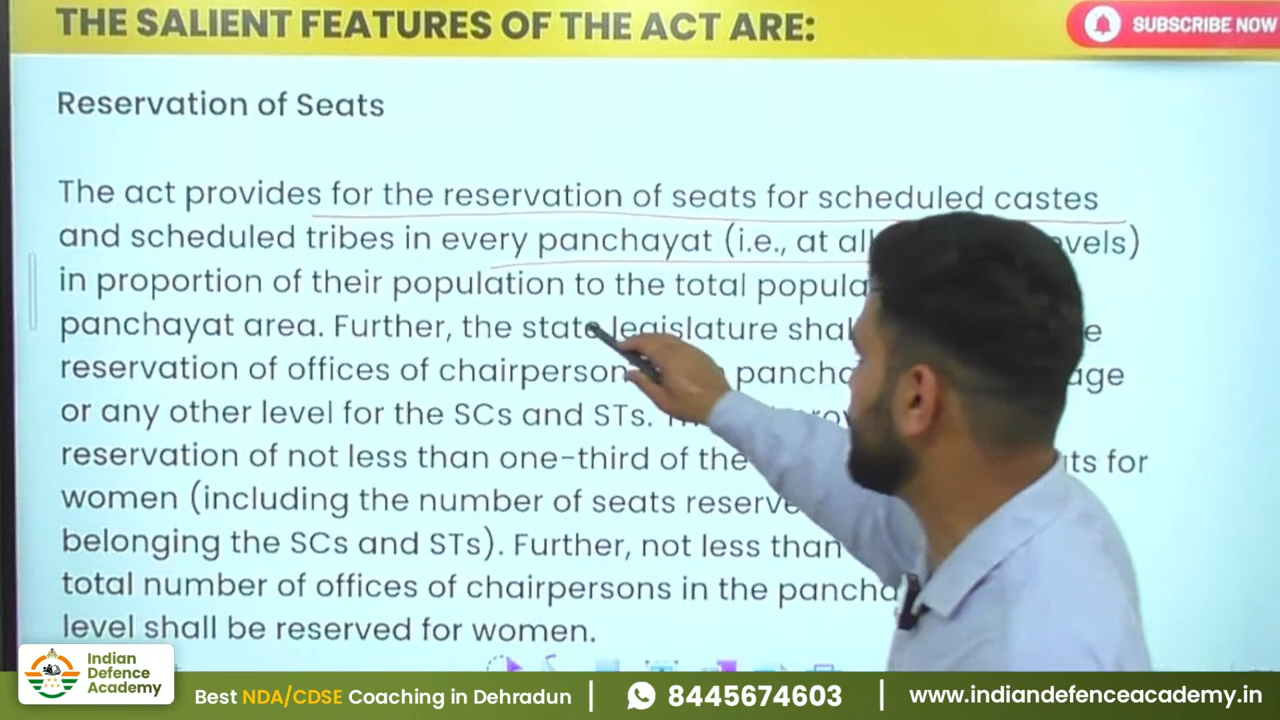 THE SALIENT FEATURES OF THE ACT ARE:
SUBSCRIBE NOW
Reservation of Seats
The act provides for the reservation of seats for scheduled castes
and scheduled tribes in every panchayat (i.e., at all
in proportion of their population to the total
panchayat area. Further, the state legislature
reservation of offices of
or any other level for the SCs and STs.
reservation of not less than one-third of the for
women (including the number of seats
belonging the SCs and STs). Further, not less than
total number of offices of chairpersons in the
level shall be reserved for women.
Indian
Defence
Academy
Best NDA/CDSE Coaching in Dehradun | 8445674603 | www.indiandefenceacademy.in